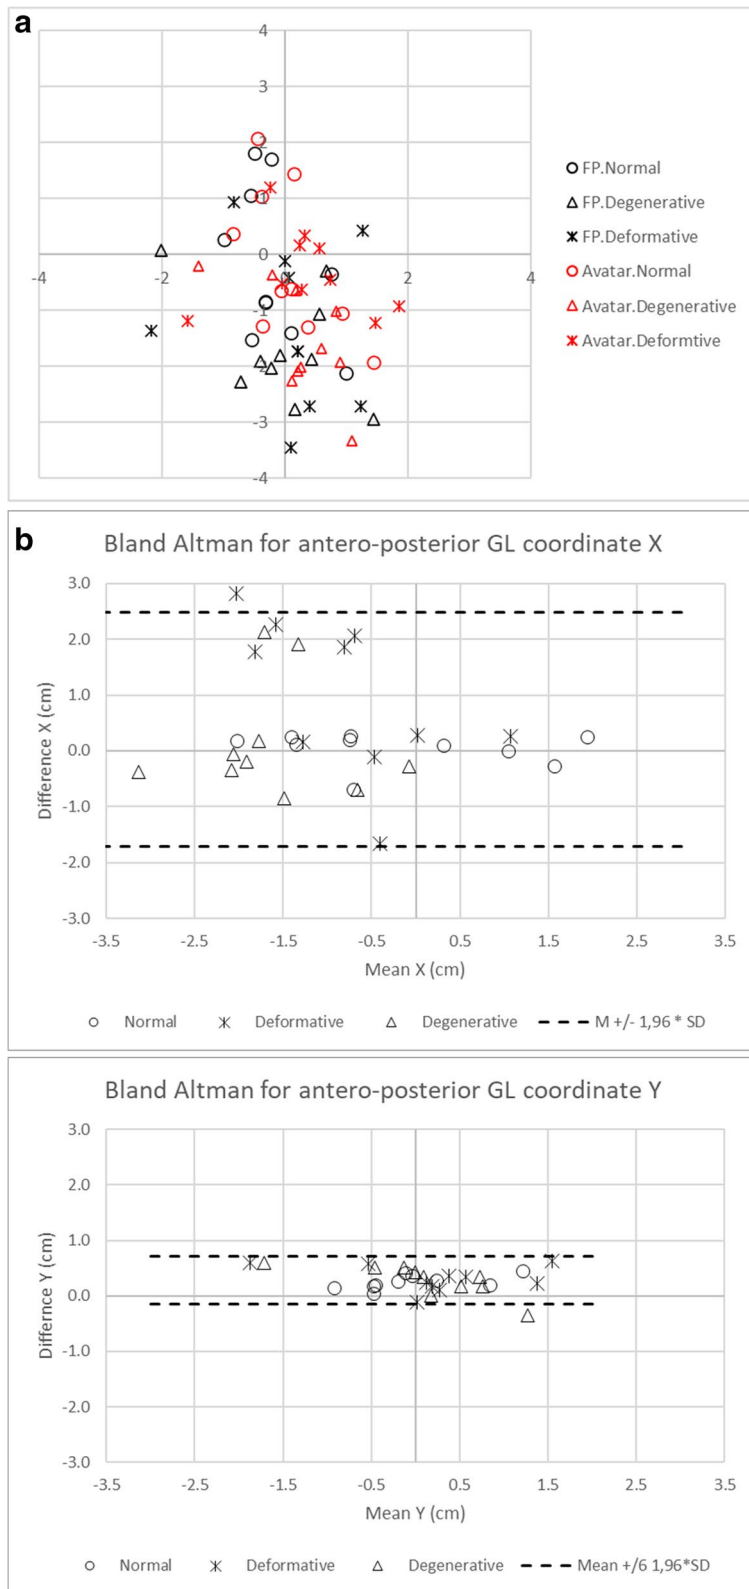 a
4
3
2
1
0
-4
-2
2
4
-1
-2
-3
-4
FP.Normal
FP.Degenerative
FP.Deformative
Avatar.Normal
Avatar.Degenerative
Avatar.Deformtive
b
Bland Altman for antero-posterior GL coordinate X
3.0
2.0
1.0
0.0
-1.0
-2.0
-3.0
Difference X (cm)
-3.5 -2.5 -1.5 -0.5 0.5 1.5 2.5 3.5
Mean X (cm)
Normal Deformative Degenerative M +/- 1,96 * SD
Bland Altman for antero-posterior GL coordinate Y
3.0
2.0
1.0
0.0
-1.0
-2.0
-3.0
Differnce Y (cm)
-3.5 -2.5 -1.5 -0.5 0.5 1.5 2.5 3.5
Mean Y (cm)
Normal Deformative Degenerative Mean +/6 1,96*SD